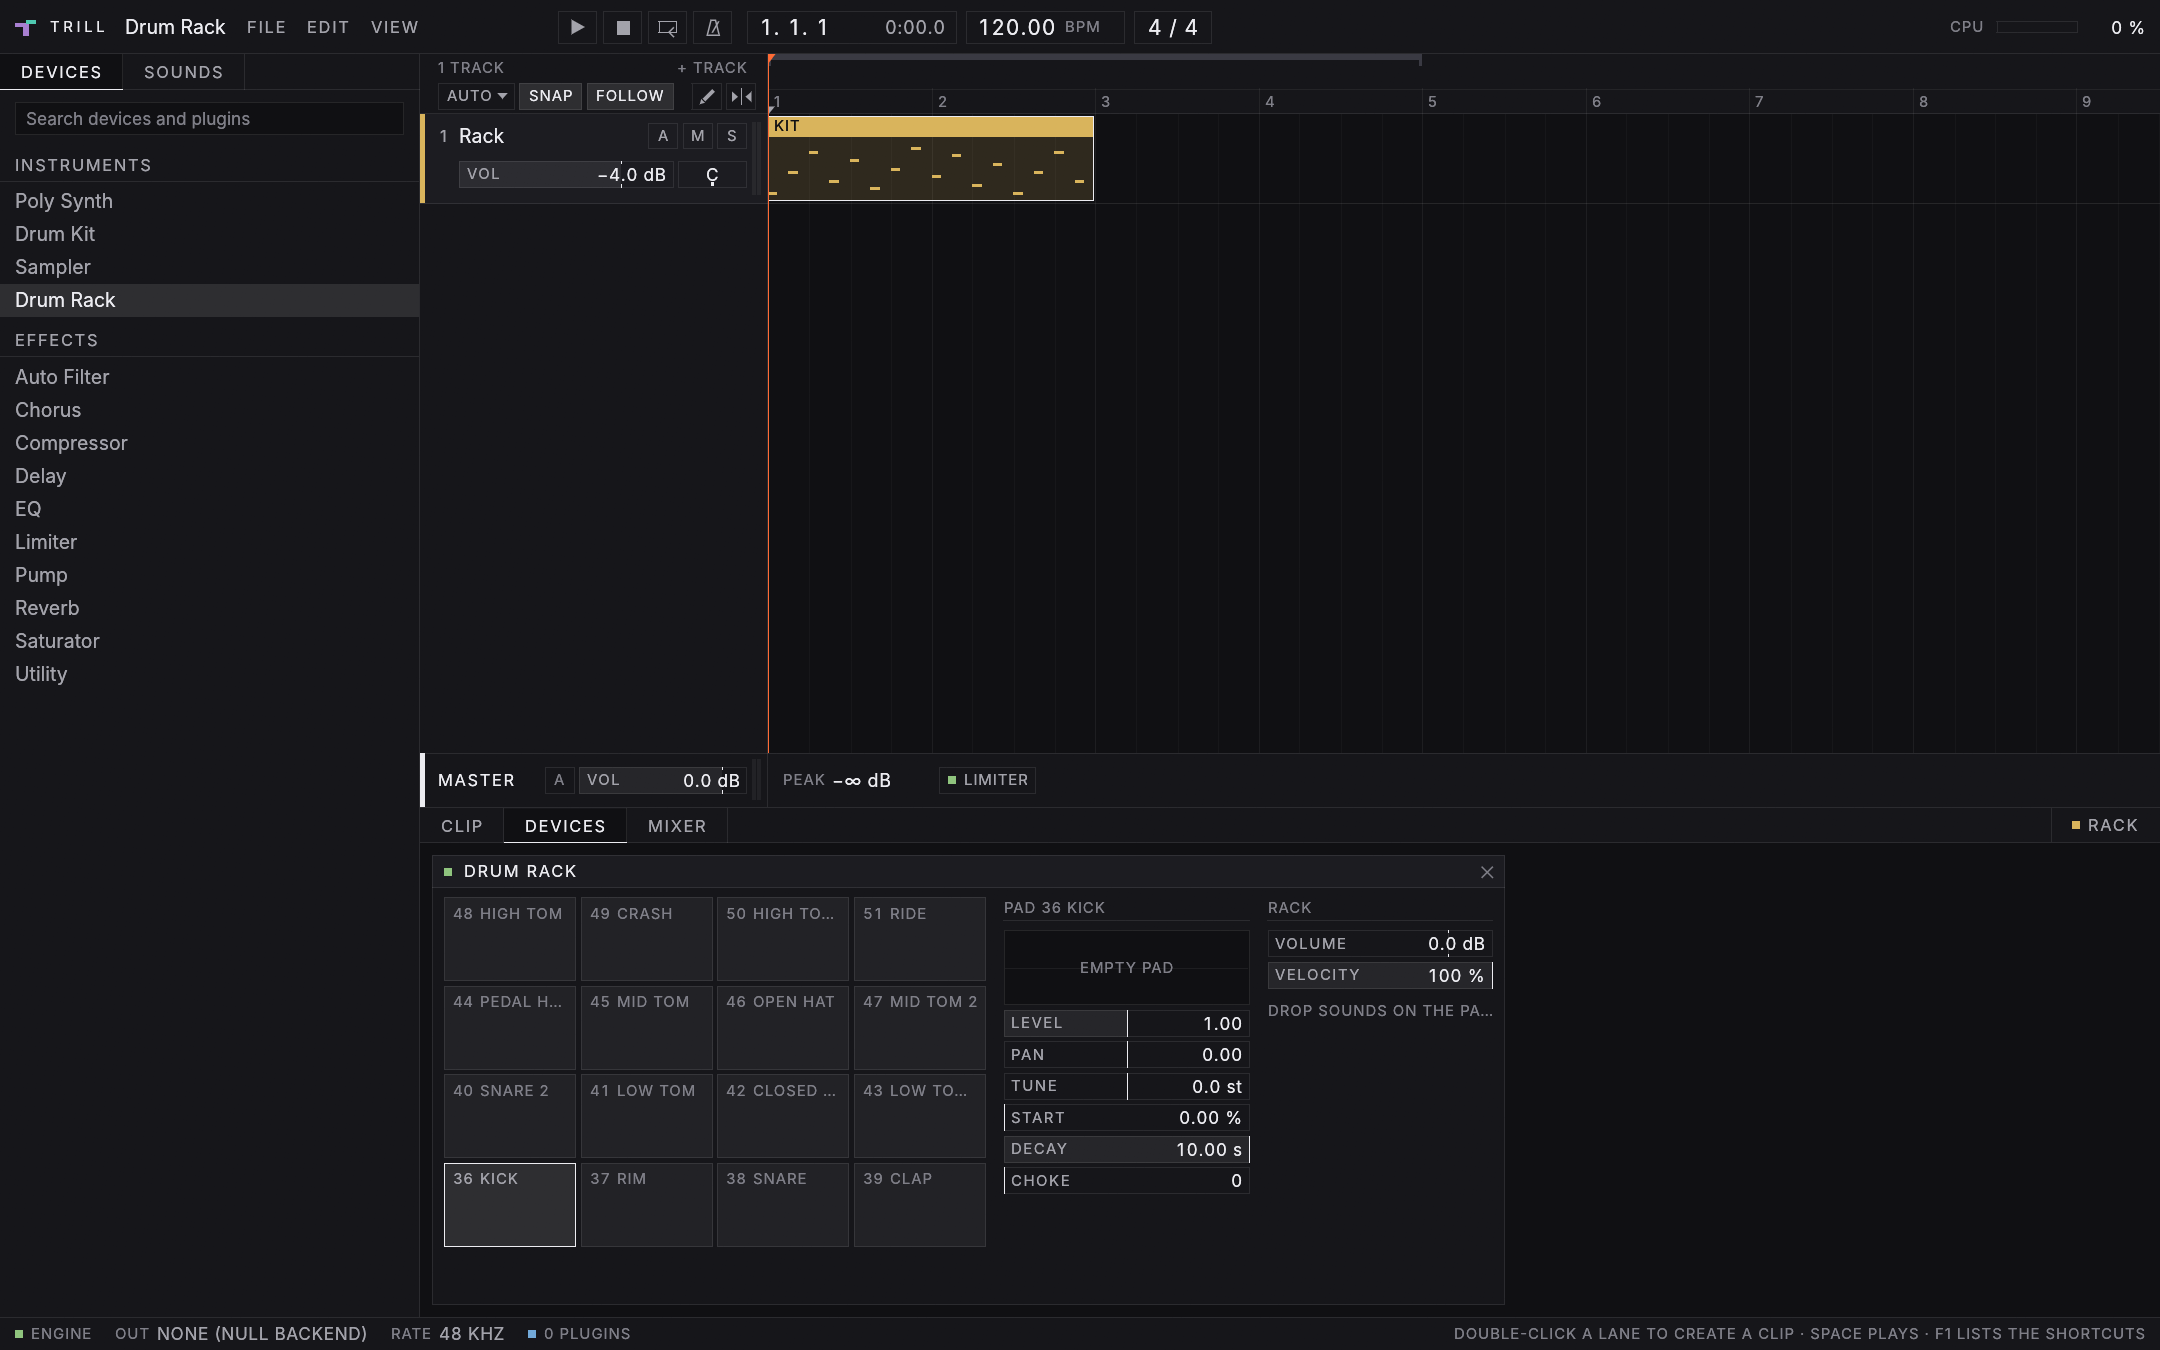 TRILL Drum Rack FILE EDIT VIEW 1. 1. 1 0:00.0 120.00 BPM 4 / 4 CPU 0 %
DEVICES SOUNDS
Search devices and plugins
INSTRUMENTS
Poly Synth
Drum Kit
Sampler
Drum Rack
EFFECTS
Auto Filter
Chorus
Compressor
Delay
EQ
Limiter
Pump
Reverb
Saturator
Utility
1 TRACK + TRACK
AUTO SNAP FOLLOW
1 2 3 4 5 6 7 8 9
1 Rack A M S
VOL −4.0 dB C
KIT
MASTER A VOL 0.0 dB PEAK −∞ dB LIMITER
CLIP DEVICES MIXER RACK
DRUM RACK
48 HIGH TOM 49 CRASH 50 HIGH TO... 51 RIDE
44 PEDAL H... 45 MID TOM 46 OPEN HAT 47 MID TOM 2
40 SNARE 2 41 LOW TOM 42 CLOSED ... 43 LOW TO...
36 KICK 37 RIM 38 SNARE 39 CLAP
PAD 36 KICK
EMPTY PAD
LEVEL 1.00
PAN 0.00
TUNE 0.0 st
START 0.00 %
DECAY 10.00 s
CHOKE 0
RACK
VOLUME 0.0 dB
VELOCITY 100 %
DROP SOUNDS ON THE PA...
ENGINE OUT NONE (NULL BACKEND) RATE 48 KHZ 0 PLUGINS DOUBLE-CLICK A LANE TO CREATE A CLIP · SPACE PLAYS · F1 LISTS THE SHORTCUTS